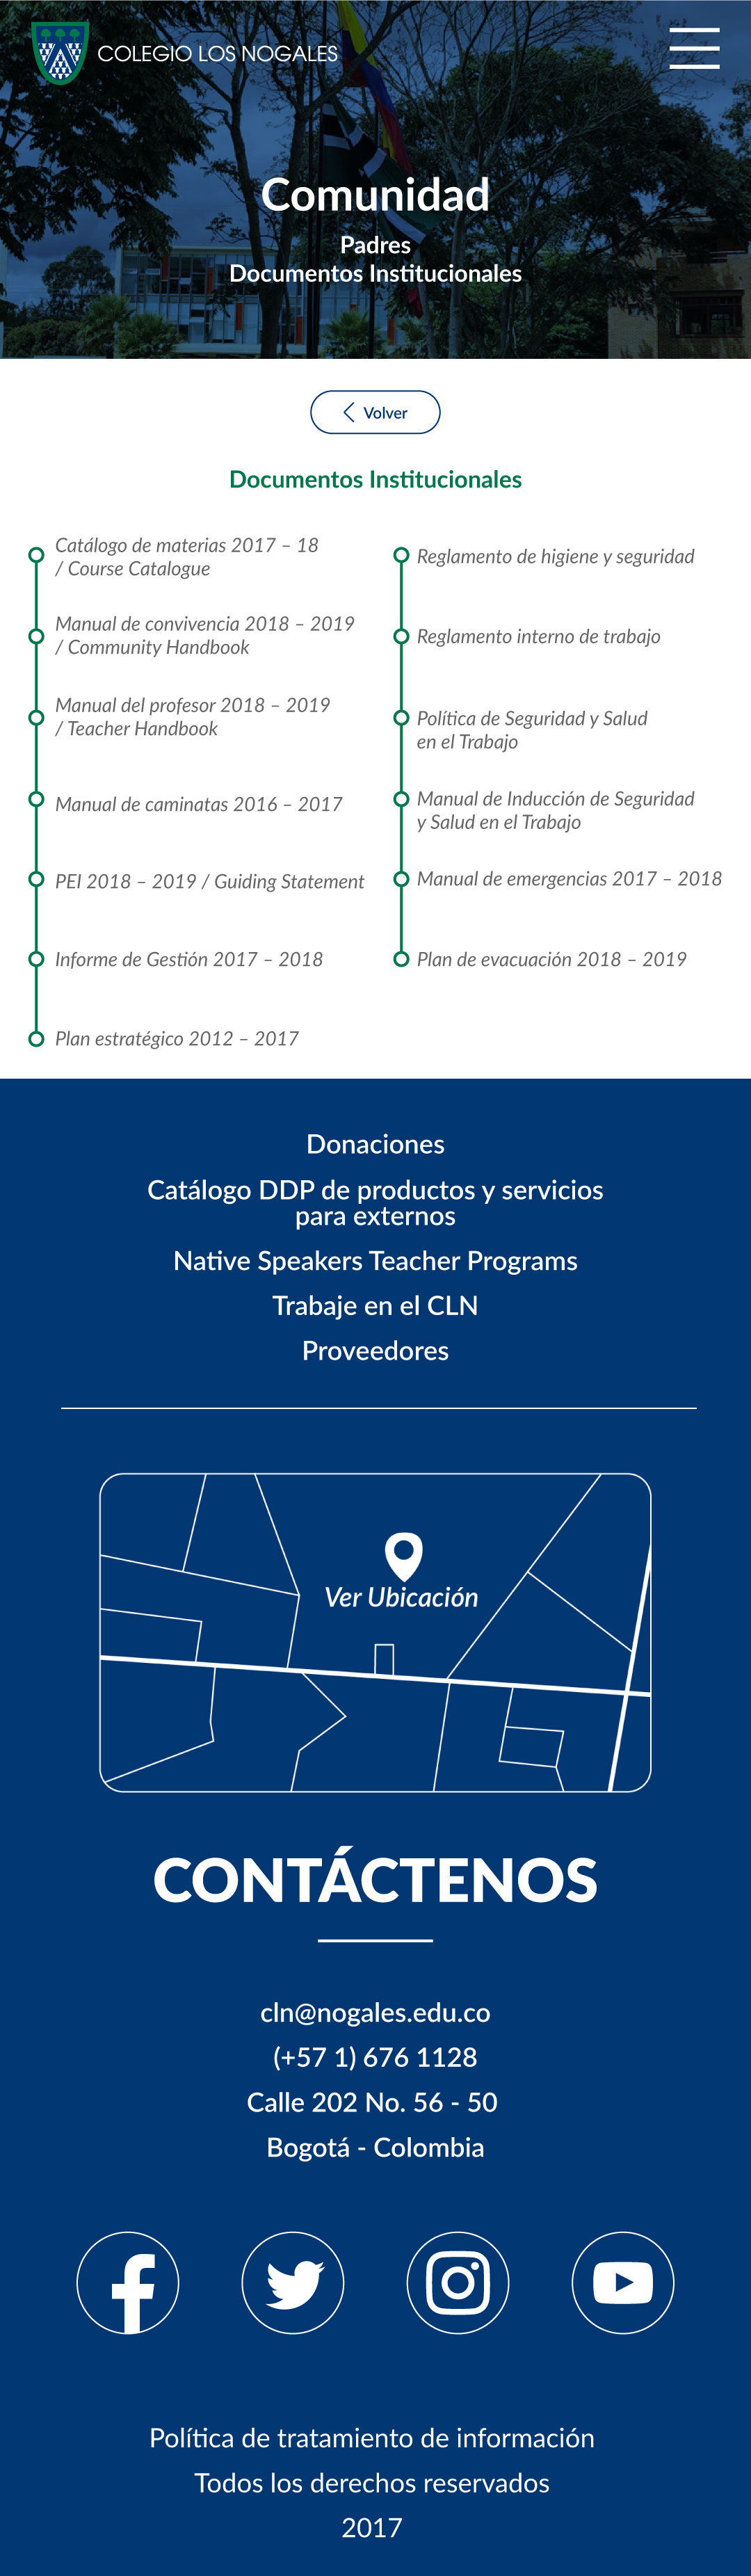 COLEGIO LOS NOGALES
Comunidad
Padres
Documentos Institucionales
Volver
Documentos Institucionales
Catálogo de materias 2017 – 18
/ Course Catalogue
Manual de convivencia 2018 – 2019
/ Community Handbook
Manual del profesor 2018 – 2019
/ Teacher Handbook
Manual de caminatas 2016 – 2017
PEI 2018 – 2019 / Guiding Statement
Informe de Gestión 2017 – 2018
Plan estratégico 2012 – 2017
Reglamento de higiene y seguridad
Reglamento interno de trabajo
Política de Seguridad y Salud
en el Trabajo
Manual de Inducción de Seguridad
y Salud en el Trabajo
Manual de emergencias 2017 – 2018
Plan de evacuación 2018 – 2019
Donaciones
Catálogo DDP de productos y servicios
para externos
Native Speakers Teacher Programs
Trabaje en el CLN
Proveedores
Ver Ubicación
CONTÁCTENOS
cln@nogales.edu.co
(+57 1) 676 1128
Calle 202 No. 56 - 50
Bogotá - Colombia
Política de tratamiento de información
Todos los derechos reservados
2017